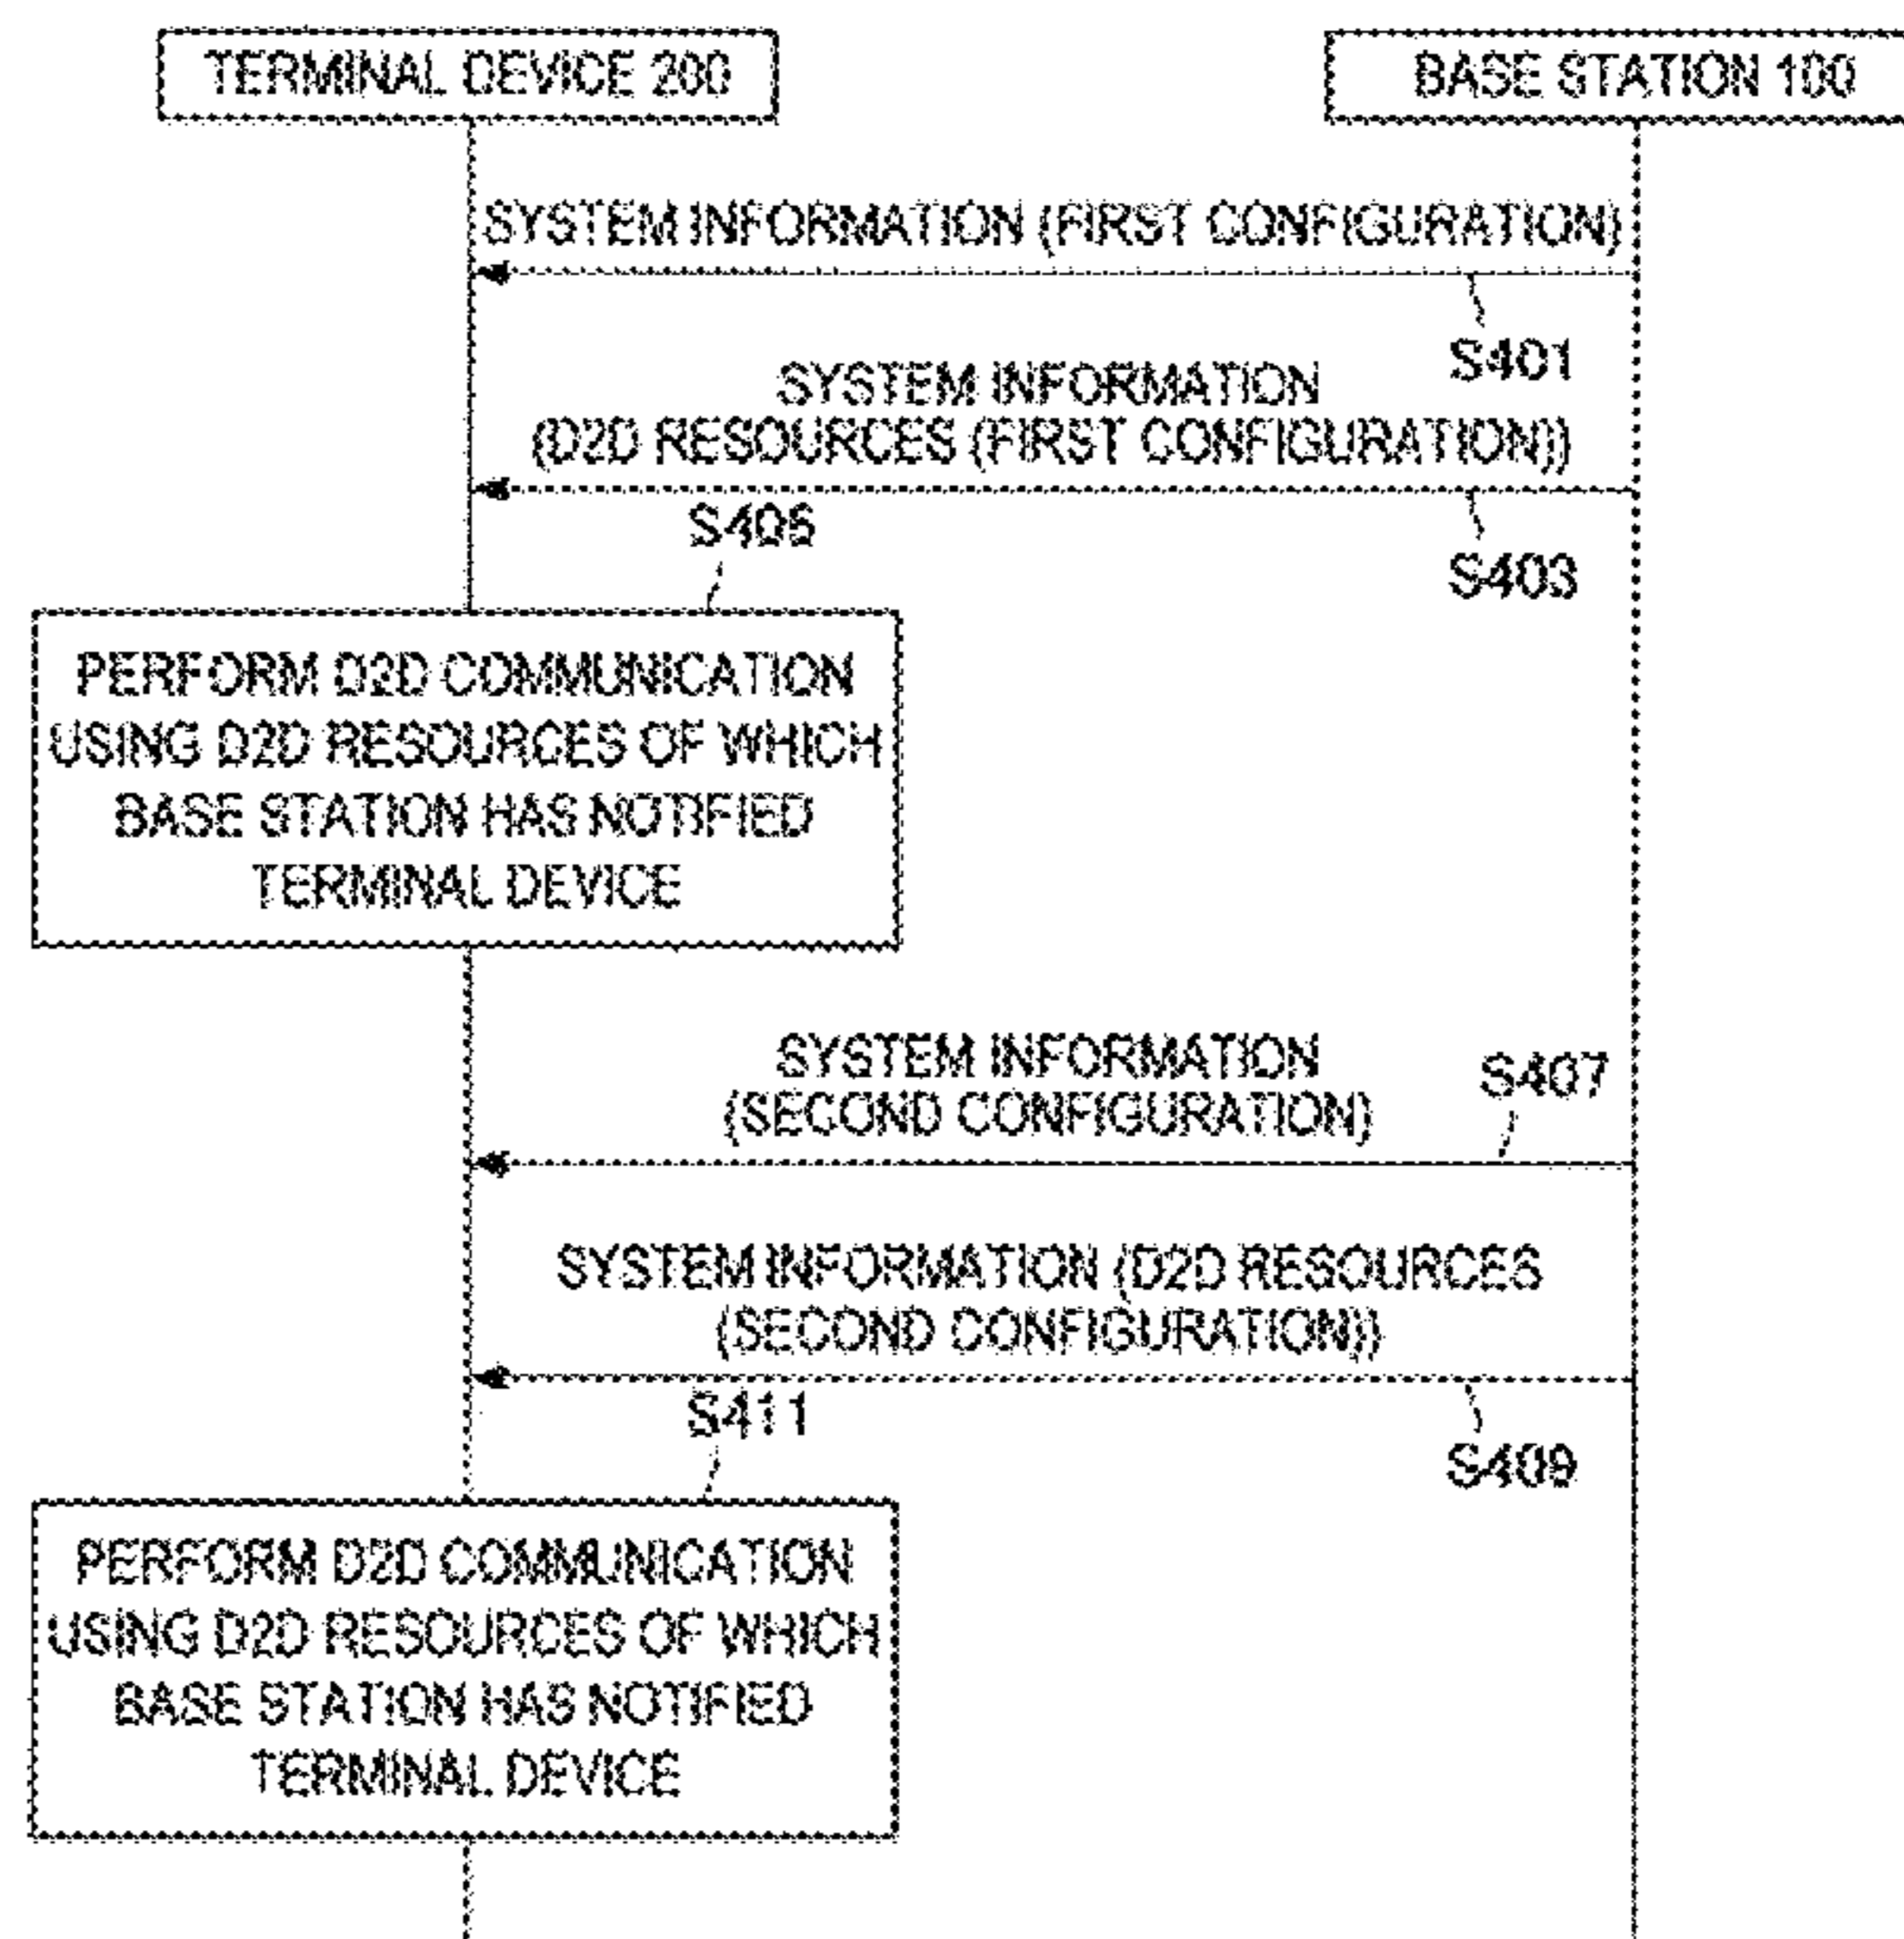 TERMINAL DEVICE 200
BASE STATION 100
SYSTEM INFORMATION (FIRST CONFIGURATION)
S401
SYSTEM INFORMATION
(D2D RESOURCES (FIRST CONFIGURATION))
S403
S405
PERFORM D2D COMMUNICATION
USING D2D RESOURCES OF WHICH
BASE STATION HAS NOTIFIED
TERMINAL DEVICE
SYSTEM INFORMATION
(SECOND CONFIGURATION)
S407
SYSTEM INFORMATION (D2D RESOURCES
(SECOND CONFIGURATION))
S409
S411
PERFORM D2D COMMUNICATION
USING D2D RESOURCES OF WHICH
BASE STATION HAS NOTIFIED
TERMINAL DEVICE